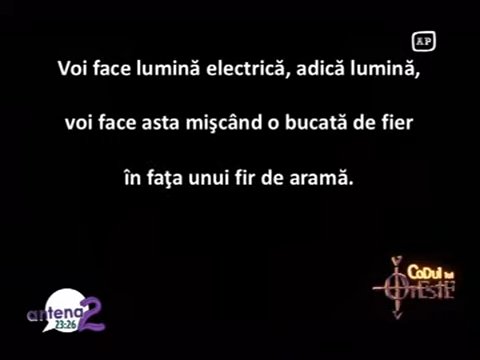 AP
Voi face lumină electrică, adică lumină,
voi face asta mişcând o bucată de fier
în faţa unui fir de aramă.
CoDul lui
OreSTE
antena 2
23:26